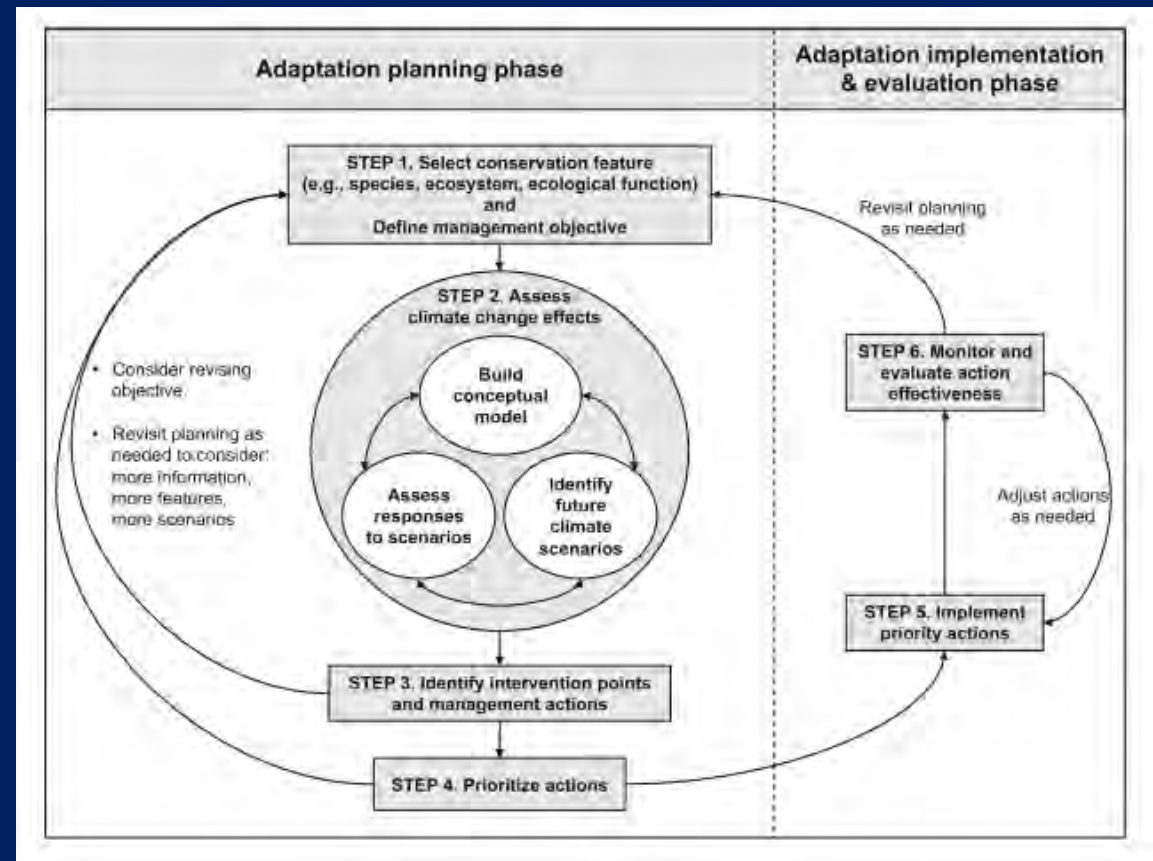 Adaptation planning phase
Adaptation implementation
& evaluation phase
STEP 1. Select conservation feature
(e.g., species, ecosystem, ecological function)
and
Define management objective
STEP 2. Assess
climate change effects
Build
conceptual
model
Assess
responses
to scenarios
Identify
future
climate
scenarios
• Consider revising
objective
• Revisit planning as
needed to consider:
more information,
more features,
more scenarios
STEP 3. Identify intervention points
and management actions
STEP 4. Prioritize actions
Revisit planning
as needed
STEP 6. Monitor and
evaluate action
effectiveness
Adjust actions
as needed
STEP 5. Implement
priority actions